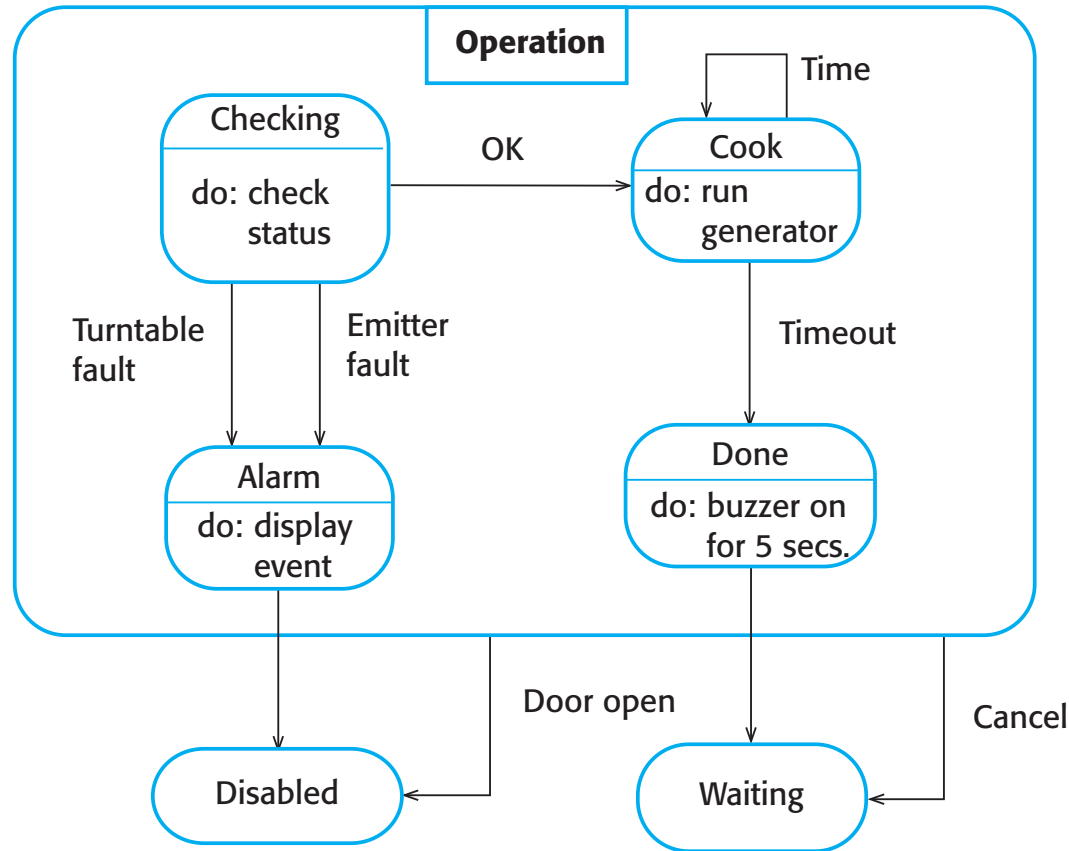 Operation
Time
Checking
OK
Cook
do: check
status
do: run
generator
Turntable
fault
Emitter
fault
Timeout
Alarm
do: display
event
Done
do: buzzer on
for 5 secs.
Door open
Cancel
Disabled
Waiting